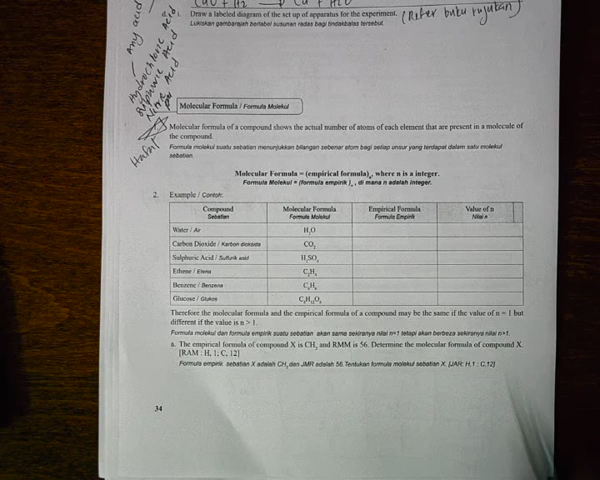 CuO + H2 → Cu + H2O
i. Draw a labeled diagram of the set up of apparatus for the experiment. (Refer buku rujukan)
Lukiskan gambarajah berlabel susunan radas bagi tindakbalas tersebut.
Any acid
Hydrochloric Acid
Sulphuric Acid
Nitric Acid
Hafal
Molecular Formula / Formula Molekul
Molecular formula of a compound shows the actual number of atoms of each element that are present in a molecule of
the compound.
Formula molekul suatu sebatian menunjukkan bilangan sebenar atom bagi setiap unsur yang terdapat dalam satu molekul
sebatian.
Molecular Formula = (empirical formula)n, where n is a integer.
Formula Molekul = (formula empirik )n , di mana n adalah integer.
2. Example / Contoh:
Compound Molecular Formula Empirical Formula Value of n
Sebatian Formula Molekul Formula Empirik Nilai n
Water / Air H2O
Carbon Dioxide / Karbon dioksida CO2
Sulphuric Acid / Sulfurik asid H2SO4
Ethene / Etena C2H4
Benzene / Benzena C6H6
Glucose / Glukos C6H12O6
Therefore the molecular formula and the empirical formula of a compound may be the same if the value of n = 1 but
different if the value is n > 1.
Formula molekul dan formula empirik suatu sebatian akan sama sekiranya nilai n=1 tetapi akan berbeza sekiranya nilai n>1.
a. The empirical formula of compound X is CH2 and RMM is 56. Determine the molecular formula of compound X.
[RAM : H, 1; C, 12]
Formula empirik sebatian X adalah CH2 dan JMR adalah 56. Tentukan formula molekul sebatian X. [JAR: H,1 : C,12]
34